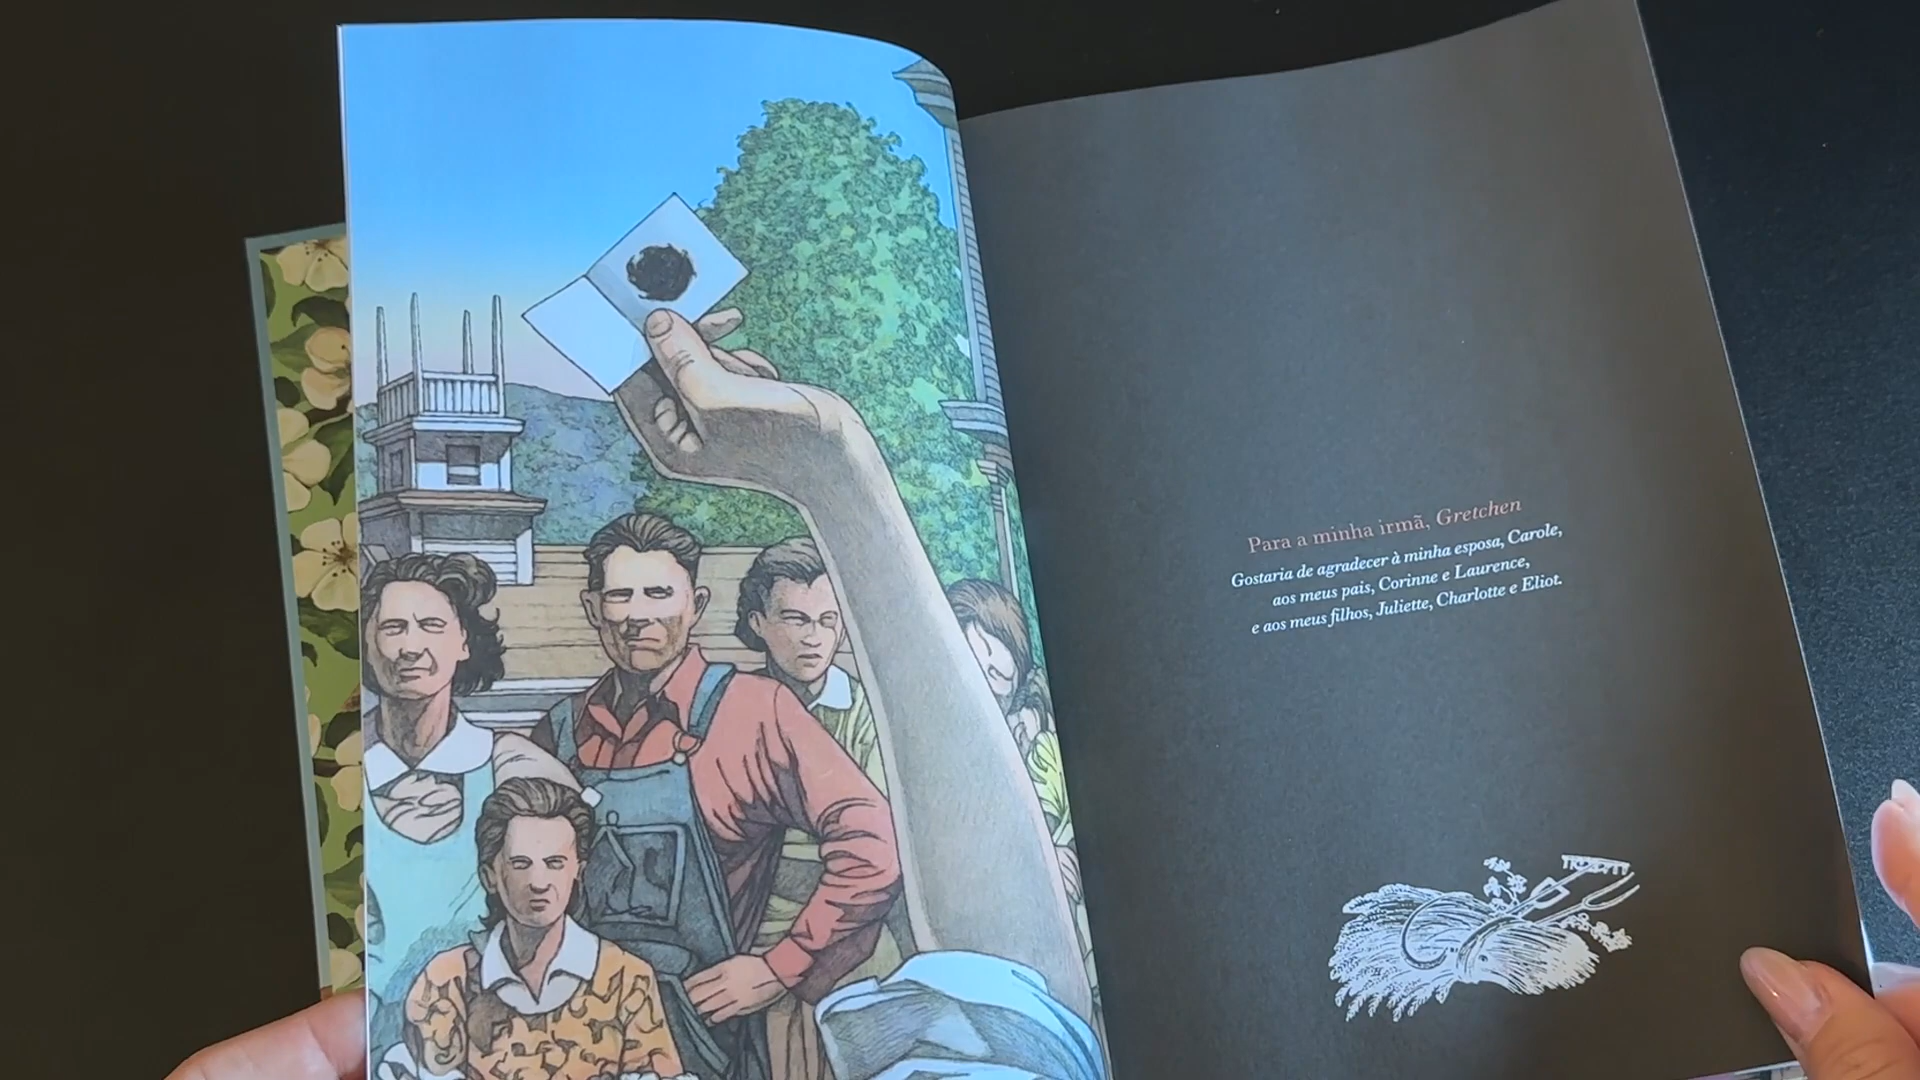 Para a minha irmã, Gretchen
Gostaria de agradecer à minha esposa, Carole,
aos meus pais, Corinne e Laurence,
e aos meus filhos, Juliette, Charlotte e Eliot.